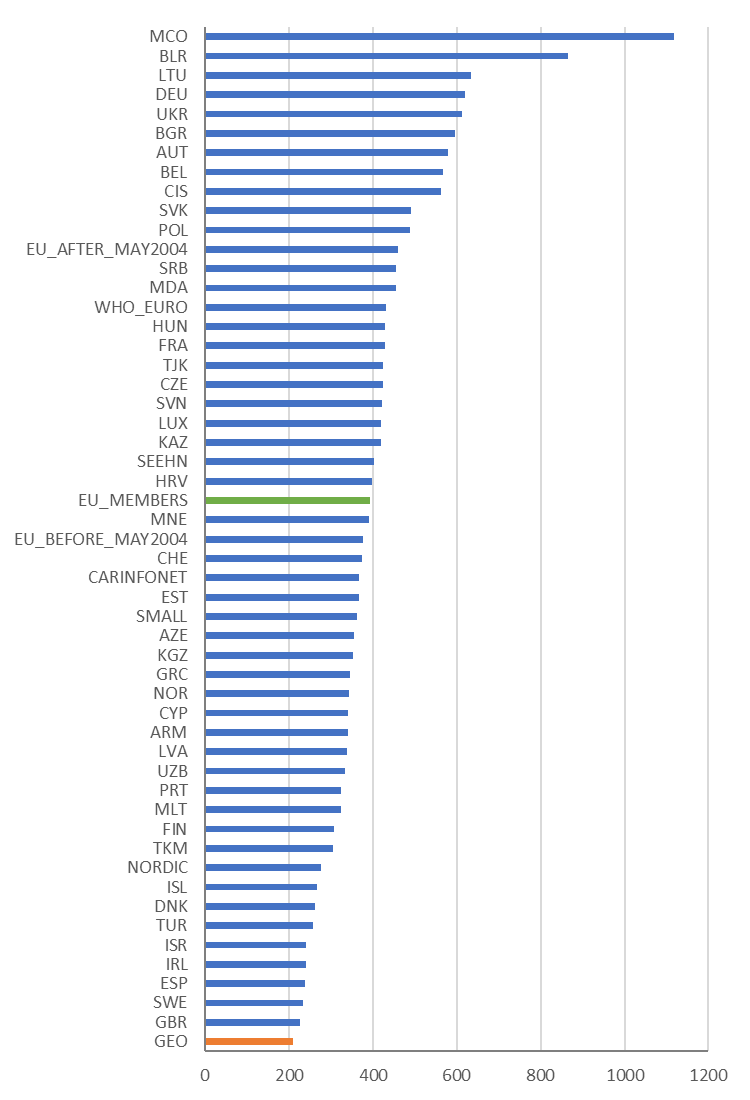 MCO
BLR
LTU
DEU
UKR
BGR
AUT
BEL
CIS
SVK
POL
EU_AFTER_MAY2004
SRB
MDA
WHO_EURO
HUN
FRA
TJK
CZE
SVN
LUX
KAZ
SEEHN
HRV
EU_MEMBERS
MNE
EU_BEFORE_MAY2004
CHE
CARINFONET
EST
SMALL
AZE
KGZ
GRC
NOR
CYP
ARM
LVA
UZB
PRT
MLT
FIN
TKM
NORDIC
ISL
DNK
TUR
ISR
IRL
ESP
SWE
GBR
GEO
0 200 400 600 800 1000 1200